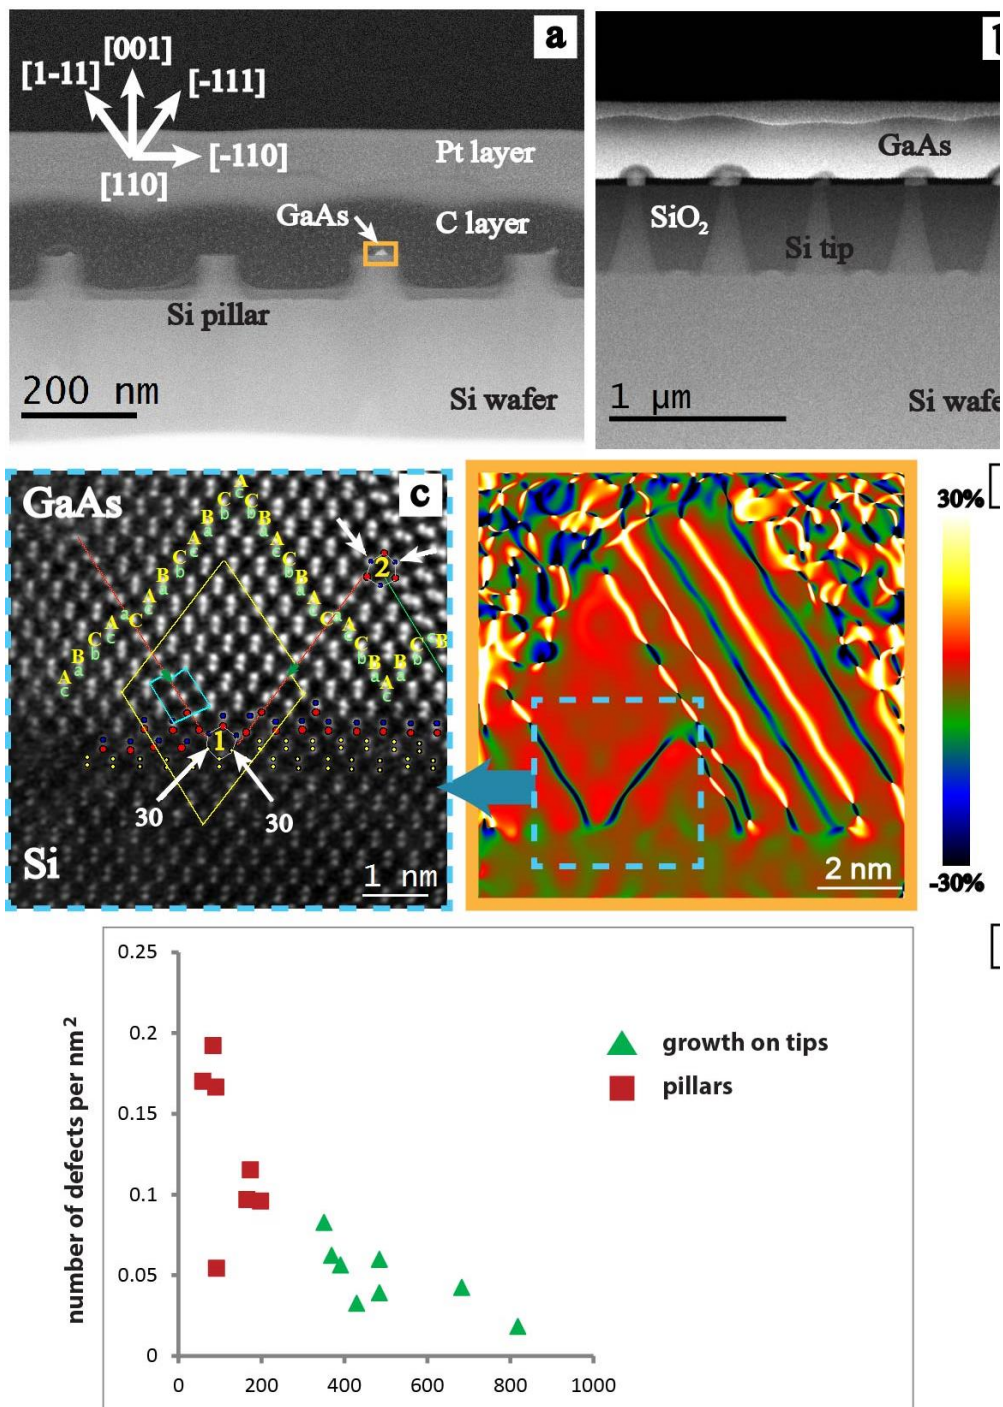 a
[001]
[1-11]
[-111]
[-110]
[110]
Pt layer
GaAs
C layer
Si pillar
200 nm
Si wafer
GaAs
SiO2
Si tip
1 μm
Si wafe
GaAs
c
A
c
C
b
B
a
A
c
C
b
B
a
A
c
2
1
30
30
Si
1 nm
30%
-30%
2 nm
number of defects per nm2
0.25
0.2
0.15
0.1
0.05
0
0
200
400
600
800
1000
growth on tips
pillars